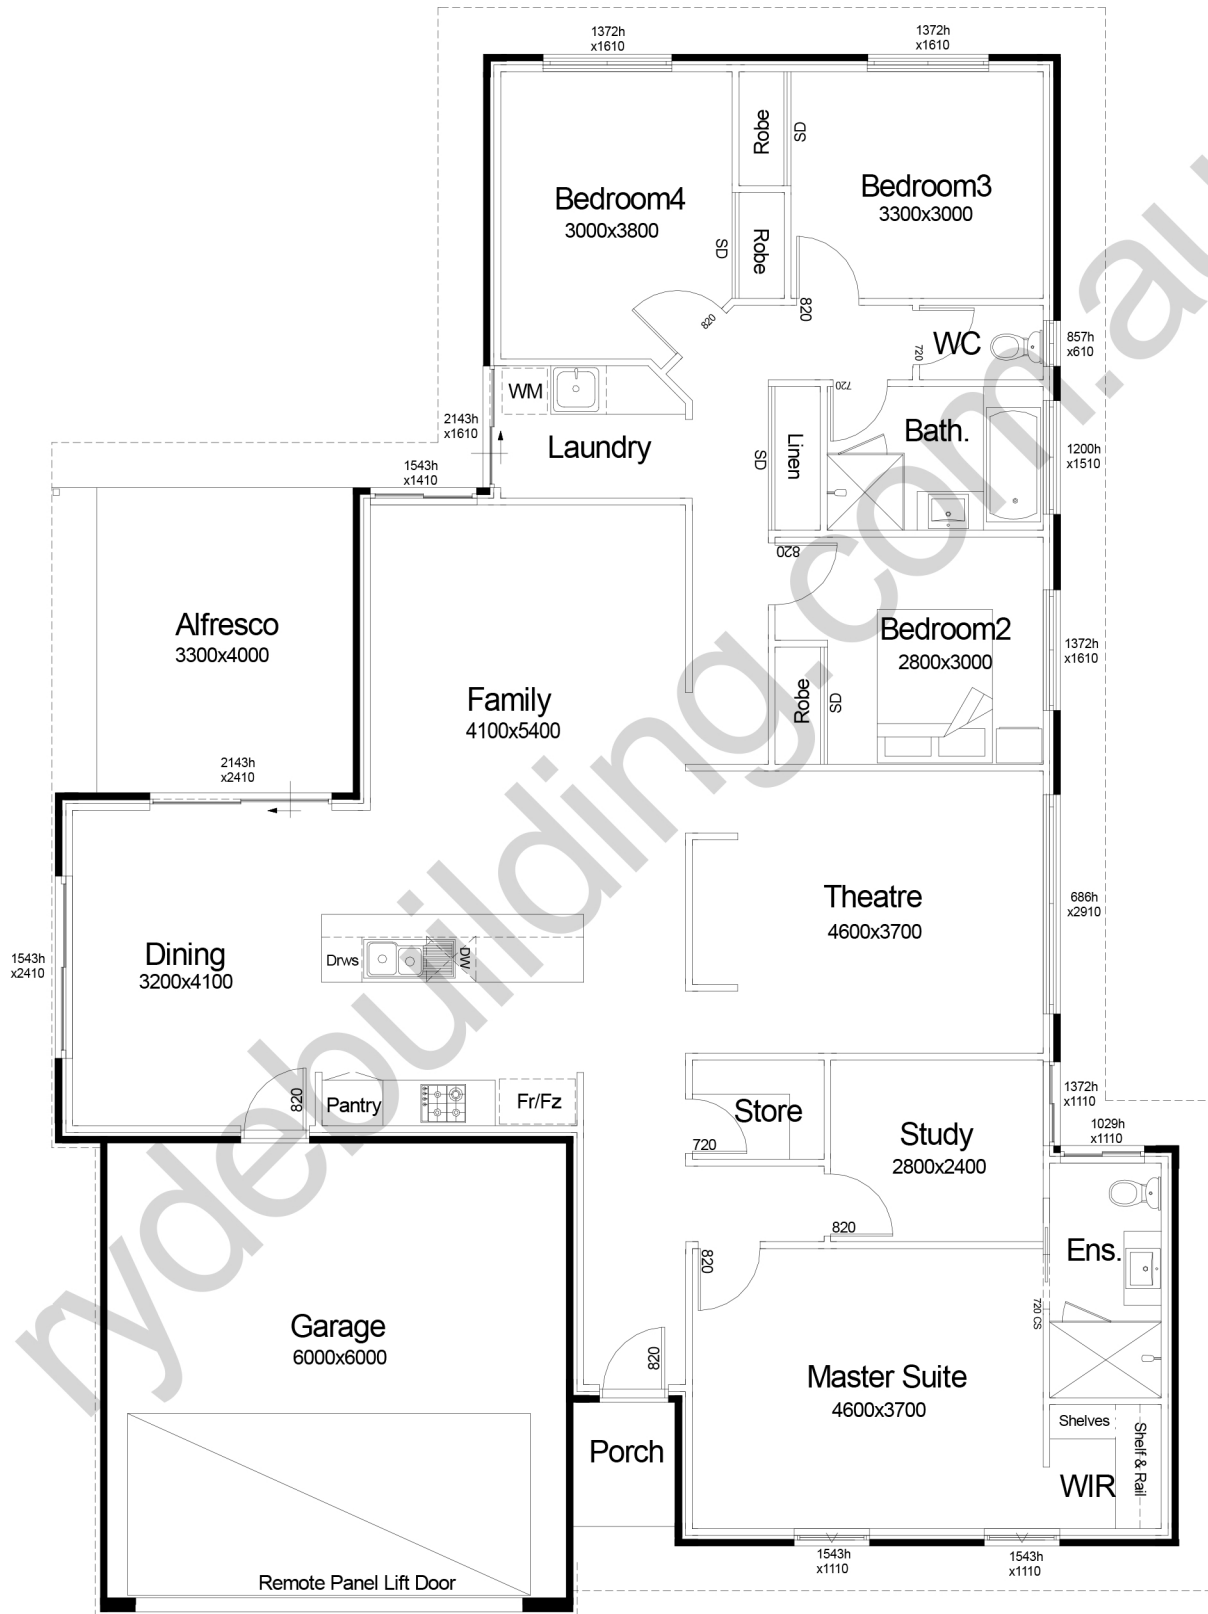 1372h
x1610
1372h
x1610
Robe
SD
Bedroom4
3000x3800
Bedroom3
3300x3000
SD
Robe
820
820
WC
720
857h
x610
WM
720
2143h
x1610
Laundry
Linen
SD
Bath.
1200h
x1510
1543h
x1410
820
Alfresco
3300x4000
Bedroom2
2800x3000
1372h
x1610
Family
4100x5400
Robe
SD
2143h
x2410
Theatre
4600x3700
686h
x2910
Dining
3200x4100
1543h
x2410
Drws
DW
820
Pantry
Fr/Fz
Store
720
1372h
x1110
1029h
x1110
Study
2800x2400
820
820
Ens.
720 CS
Garage
6000x6000
820
Master Suite
4600x3700
Porch
Shelves
Shelf & Rail
WIR
1543h
x1110
1543h
x1110
Remote Panel Lift Door
rydebuilding.com.au